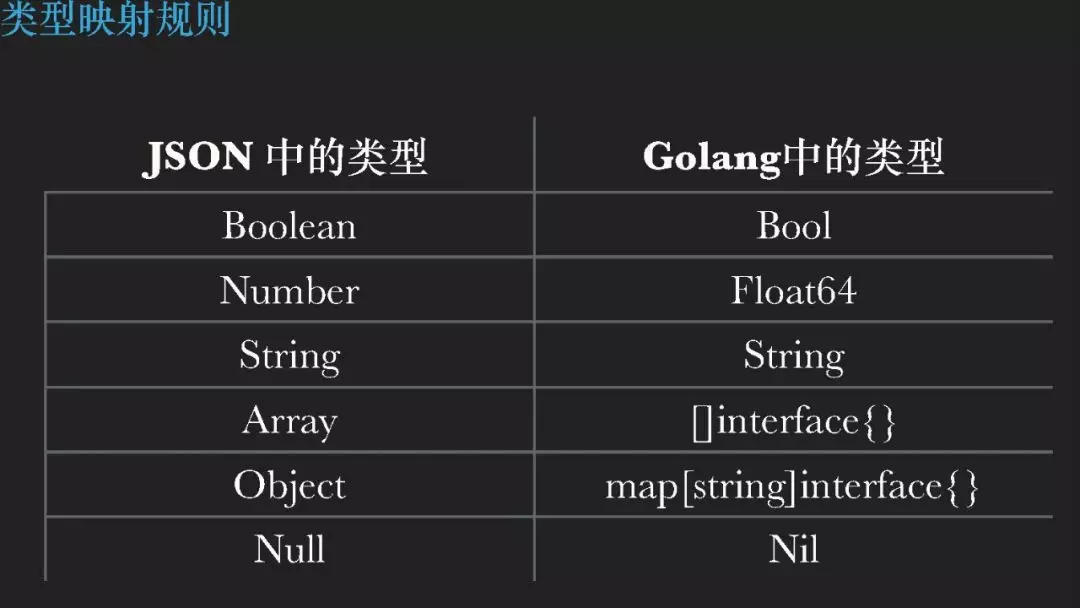 类型映射规则
JSON 中的类型 Golang中的类型
Boolean Bool
Number Float64
String String
Array []interface{}
Object map[string]interface{}
Null Nil